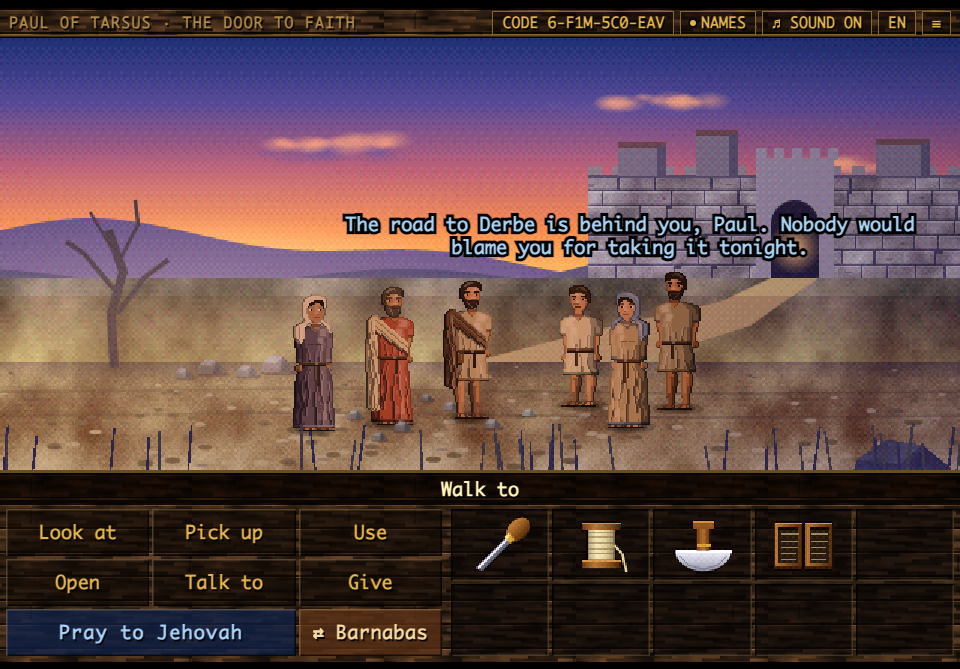 PAUL OF TARSUS · THE DOOR TO FAITH
CODE 6-F1M-5C0-EAV
• NAMES
♬ SOUND ON
EN
≡
The road to Derbe is behind you, Paul. Nobody would
blame you for taking it tonight.
Walk to
Look at
Pick up
Use
Open
Talk to
Give
Pray to Jehovah
⇄ Barnabas